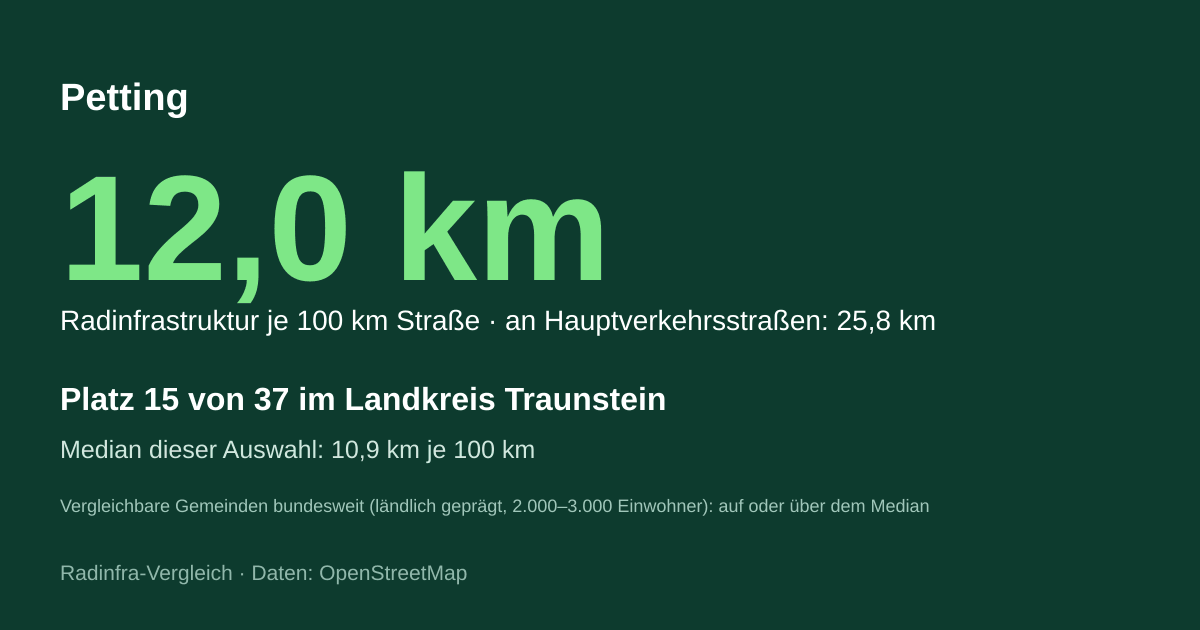 Petting
12,0 km
Radinfrastruktur je 100 km Straße · an Hauptverkehrsstraßen: 25,8 km
Platz 15 von 37 im Landkreis Traunstein
Median dieser Auswahl: 10,9 km je 100 km
Vergleichbare Gemeinden bundesweit (ländlich geprägt, 2.000–3.000 Einwohner): auf oder über dem Median
Radinfra-Vergleich · Daten: OpenStreetMap